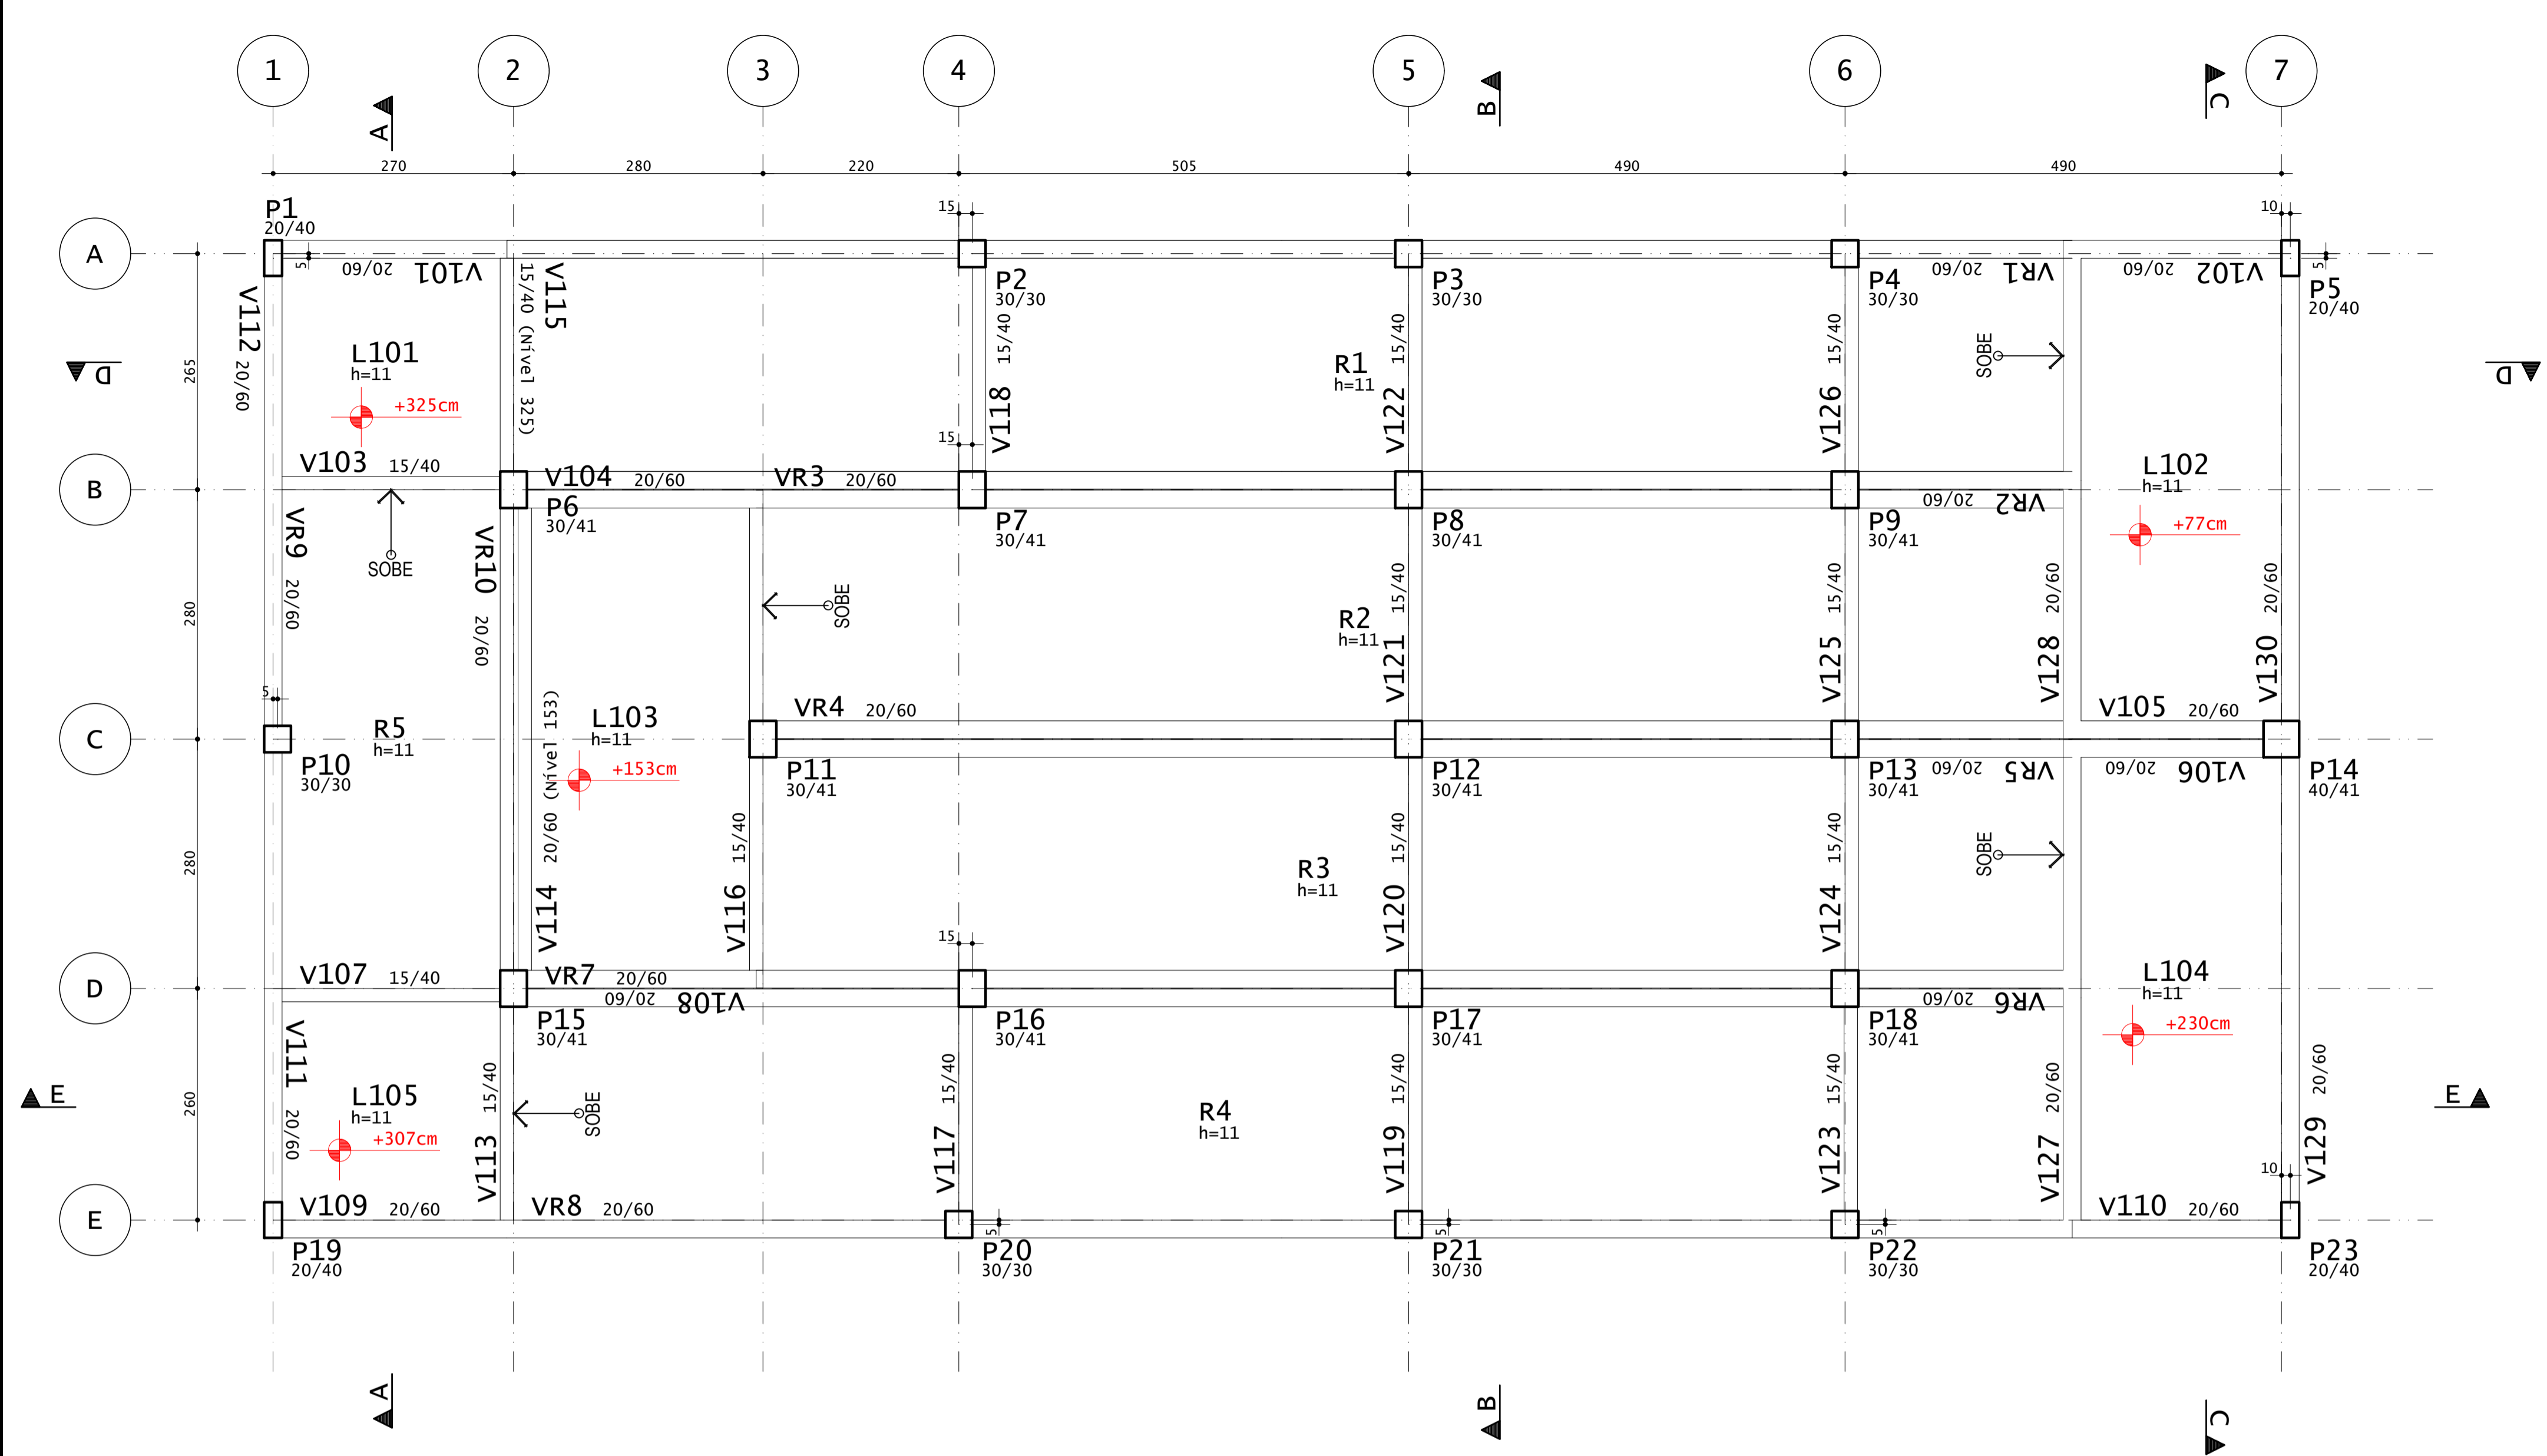 1
2
3
4
5
6
7
A
B
C
270
280
220
505
490
490
P1
20/40
15
10
A
5
20/60
V101
15/40 (Nível 325)
V115
P2
30/30
P3
30/30
P4
30/30
20/60
VR1
20/60
V102
5
P5
20/40
V112
20/60
265
D
L101
h=11
+325cm
15/40
V118
R1
h=11
15/40
V122
15/40
V126
SOBE
D
15
V103 15/40
B
V104 20/60
VR3 20/60
L102
h=11
+77cm
P6
30/41
P7
30/41
P8
30/41
P9
30/41
20/60
VR2
VR9
20/60
SOBE
VR10
20/60
280
SOBE
R2
h=11
15/40
V121
15/40
V125
20/60
V128
20/60
V130
5
C
R5
h=11
P10
30/30
L103
h=11
+153cm
VR4 20/60
V105 20/60
P11
30/41
P12
30/41
P13
30/41
20/60
VR5
20/60
V106
P14
40/41
280
20/60 (Nível 153)
V114
15/40
V116
R3
h=11
15/40
V120
15/40
V124
SOBE
15
D
V107 15/40
VR7 20/60
20/60
V108
L104
h=11
+230cm
P15
30/41
P16
30/41
P17
30/41
P18
30/41
20/60
VR6
V111
20/60
260
E
L105
h=11
+307cm
15/40
V113
SOBE
15/40
V117
R4
h=11
15/40
V119
15/40
V123
20/60
V127
20/60
V129
E
10
E
V109 20/60
VR8 20/60
V110 20/60
5
5
5
P19
20/40
P20
30/30
P21
30/30
P22
30/30
P23
20/40
A
B
C